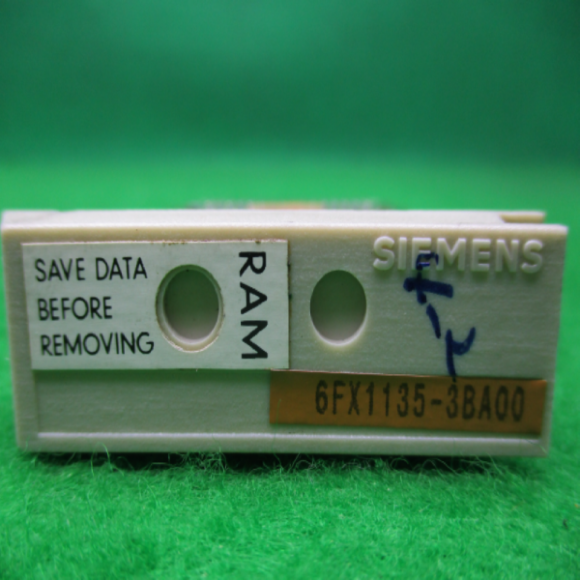 SAVE DATA
BEFORE
REMOVING
RAM
SIEMENS
6FX1135-3BA00